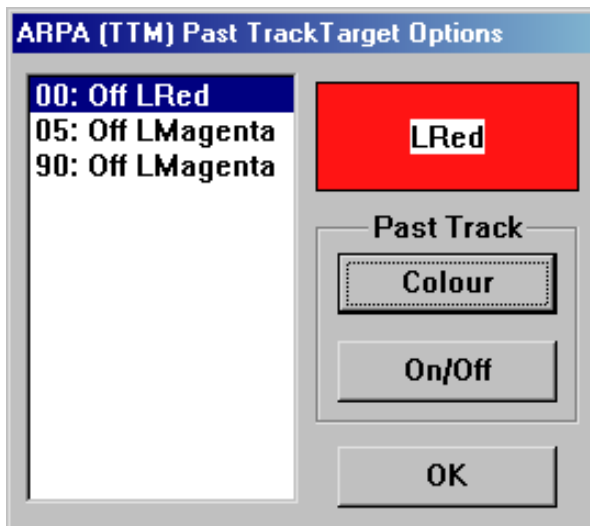 ARPA (TTM) Past TrackTarget Options
00: Off LRed
05: Off LMagenta
90: Off LMagenta
LRed
Past Track
Colour
On/Off
OK